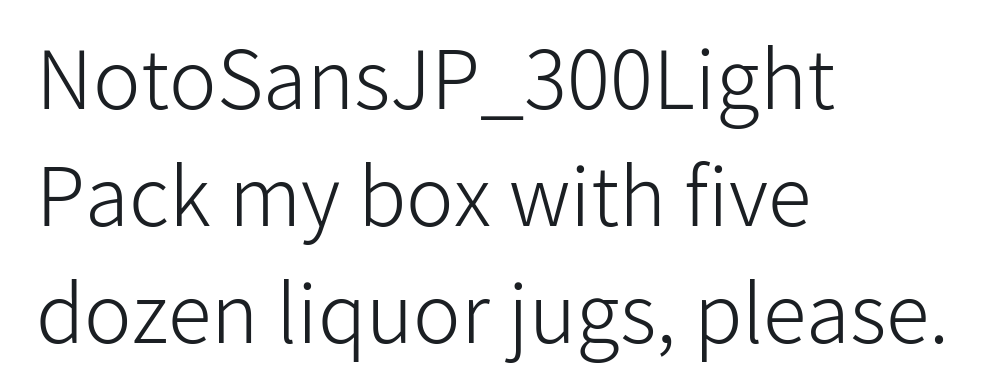 NotoSansJP_300Light
Pack my box with five
dozen liquor jugs, please.